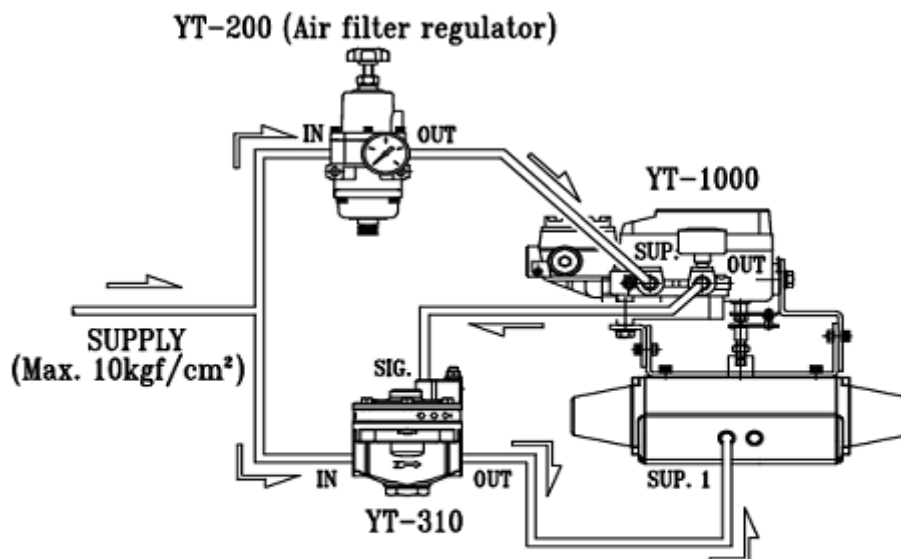 YT-200 (Air filter regulator)
IN
OUT
YT-1000
SUP.
OUT
SUPPLY
(Max. 10kgf/cm²)
SIG.
IN
OUT
SUP. 1
YT-310